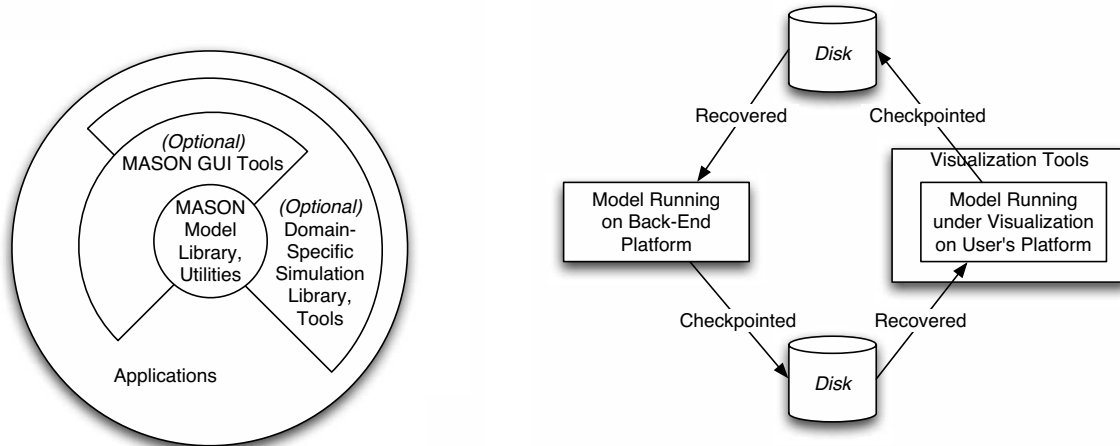 (Optional)
MASON GUI Tools
MASON
Model
Library,
Utilities
(Optional)
Domain-
Specific
Simulation
Library,
Tools
Applications
Disk
Recovered
Checkpointed
Visualization Tools
Model Running
on Back-End
Platform
Model Running
under Visualization
on User's Platform
Checkpointed
Recovered
Disk